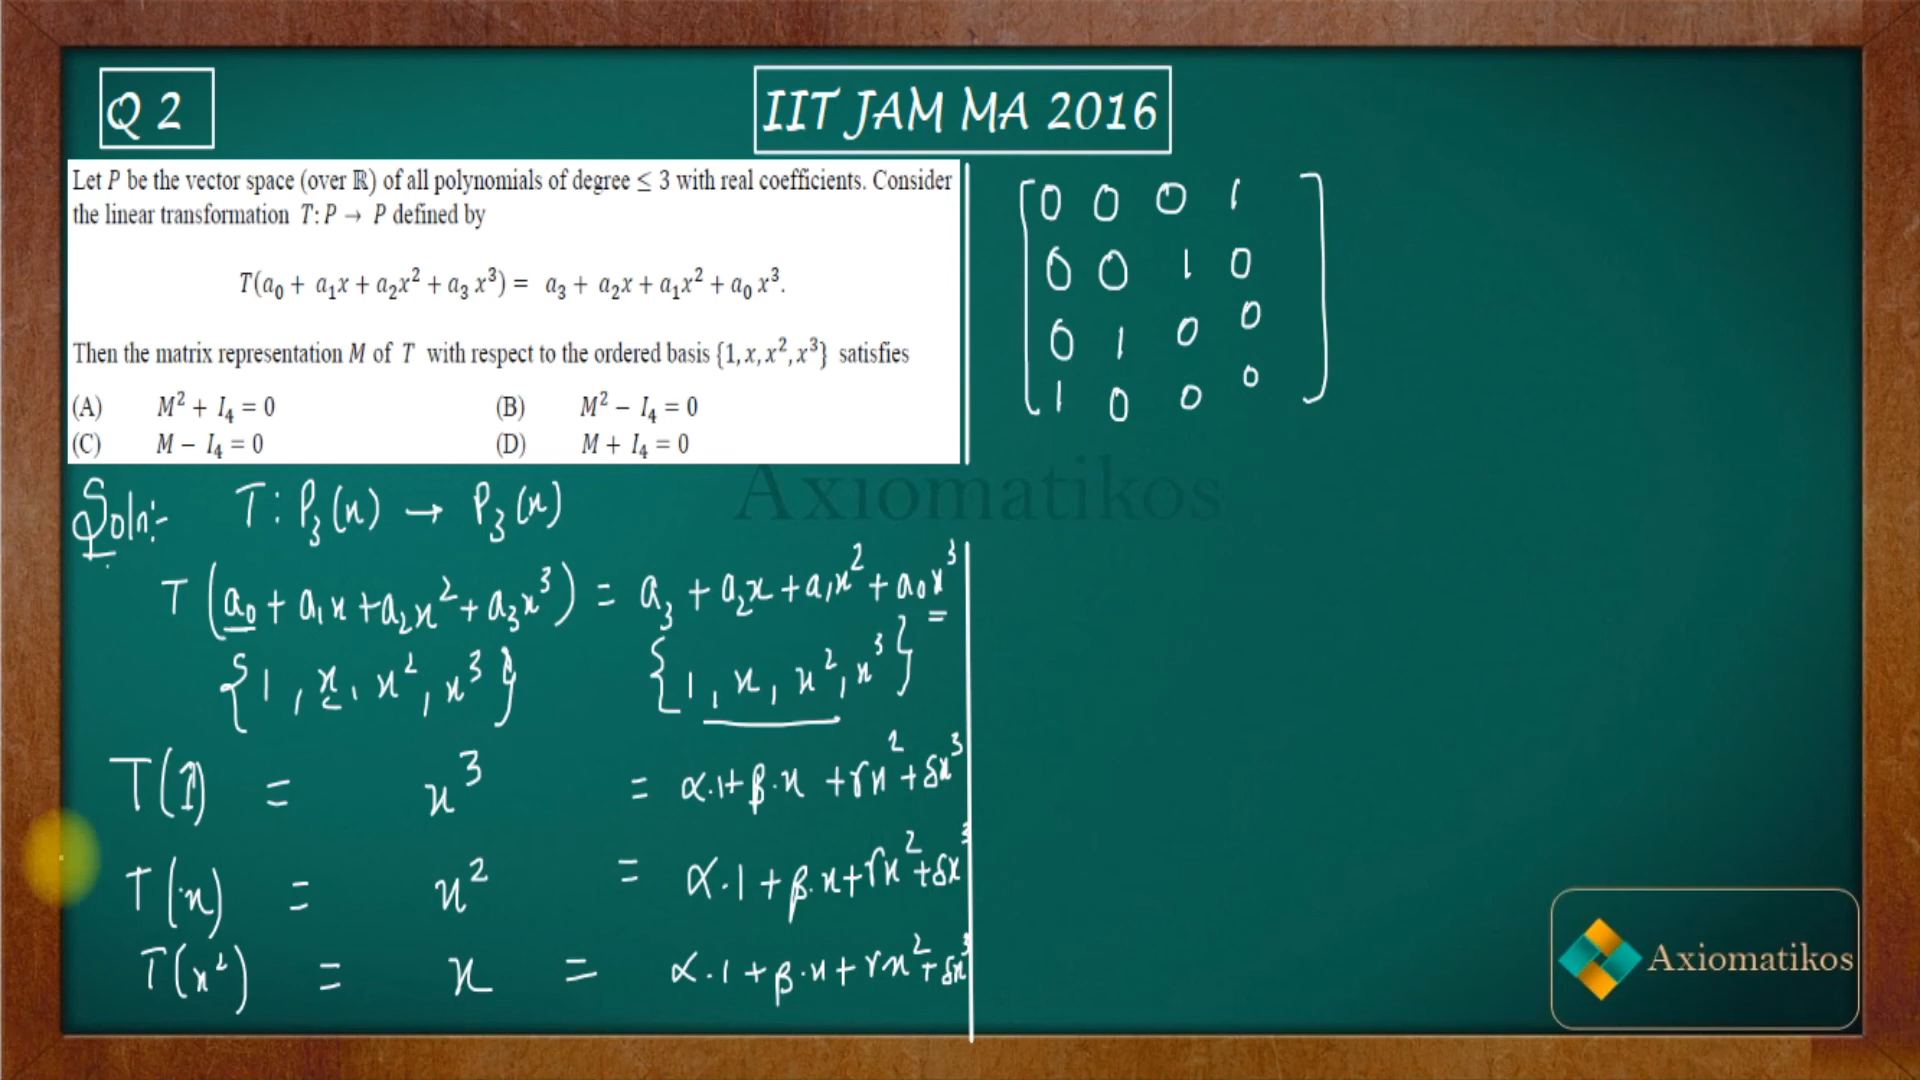 Q 2
IIT JAM MA 2016
Let P be the vector space (over ℝ) of all polynomials of degree ≤ 3 with real coefficients. Consider
the linear transformation T: P → P defined by
T(a₀ + a₁x + a₂x² + a₃x³) = a₃ + a₂x + a₁x² + a₀x³.
Then the matrix representation M of T with respect to the ordered basis {1, x, x², x³} satisfies
(A) M² + I₄ = 0 (B) M² − I₄ = 0
(C) M − I₄ = 0 (D) M + I₄ = 0
Soln:- T: P₃(x) → P₃(x)
T(a₀ + a₁x + a₂x² + a₃x³) = a₃ + a₂x + a₁x² + a₀x³
{1, x, x², x³} {1, x, x², x³}
T(1) = x³ = α·1 + β·x + γx² + δx³
T(x) = x² = α·1 + β·x + γx² + δx³
T(x²) = x = α·1 + β·x + γx² + δx³
0 0 0 1
0 0 1 0
0 1 0 0
1 0 0 0
Axiomatikos
Axiomatikos